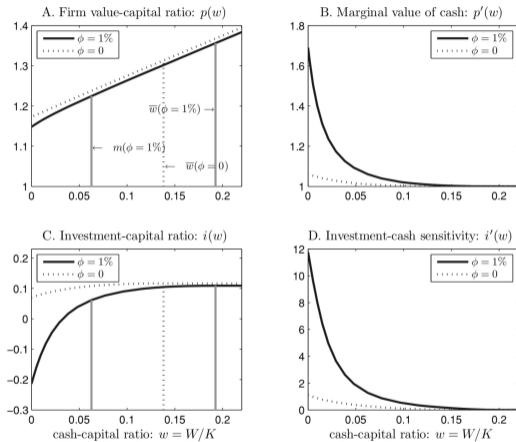 A. Firm value-capital ratio: p(w)
1.4
1.3
1.2
1.1
1
φ = 1%
φ = 0
w̅(φ = 1%) →
← m(φ = 1%)
← w̅(φ = 0)
0 0.05 0.1 0.15 0.2
B. Marginal value of cash: p′(w)
1.8
1.6
1.4
1.2
1
φ = 1%
φ = 0
0 0.05 0.1 0.15 0.2
C. Investment-capital ratio: i(w)
0.2
0.1
0
−0.1
−0.2
−0.3
φ = 1%
φ = 0
0 0.05 0.1 0.15 0.2
cash-capital ratio: w = W/K
D. Investment-cash sensitivity: i′(w)
12
10
8
6
4
2
0
φ = 1%
φ = 0
0 0.05 0.1 0.15 0.2
cash-capital ratio: w = W/K